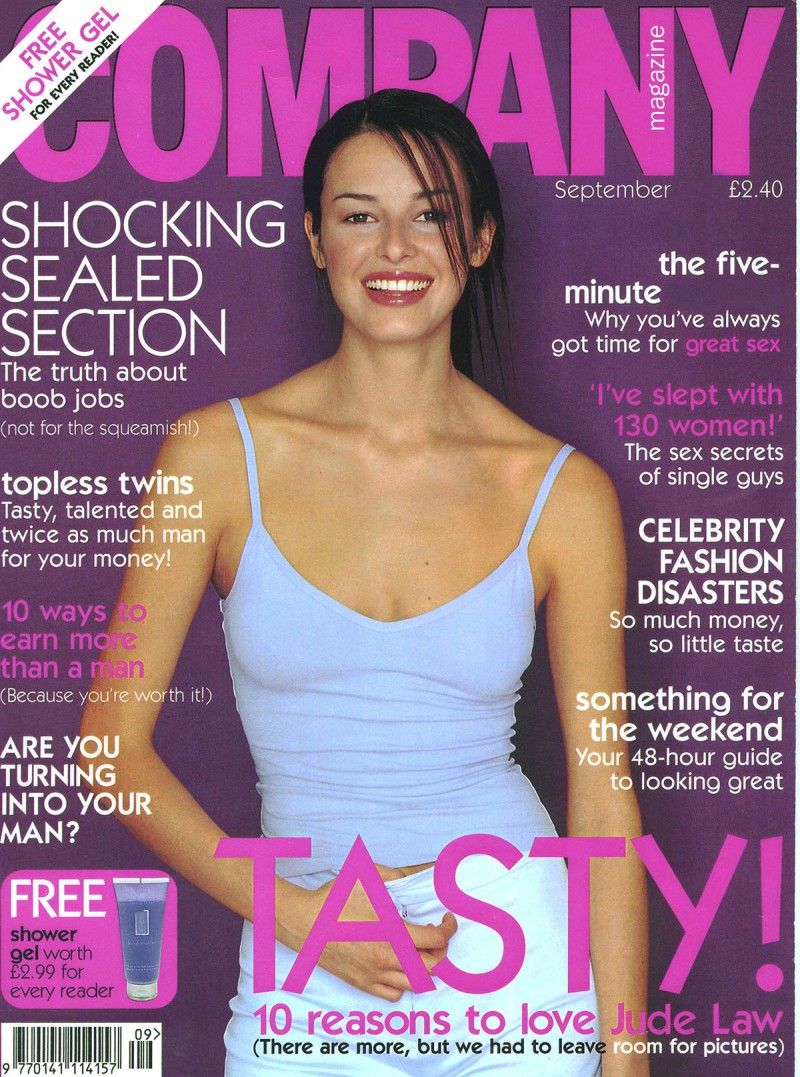 FREE
SHOWER GEL
FOR EVERY READER!
COMPANY
magazine
September £2.40
SHOCKING
SEALED
SECTION
The truth about
boob jobs
(not for the squeamish!)
topless twins
Tasty, talented and
twice as much man
for your money!
10 ways to
earn more
than a man
(Because you're worth it!)
ARE YOU
TURNING
INTO YOUR
MAN?
FREE
shower
gel worth
£2.99 for
every reader
the five-
minute
Why you've always
got time for great sex
'I've slept with
130 women!'
The sex secrets
of single guys
CELEBRITY
FASHION
DISASTERS
So much money,
so little taste
something for
the weekend
Your 48-hour guide
to looking great
TASTY!
10 reasons to love Jude Law
(There are more, but we had to leave room for pictures)
09>
9 770141 114157